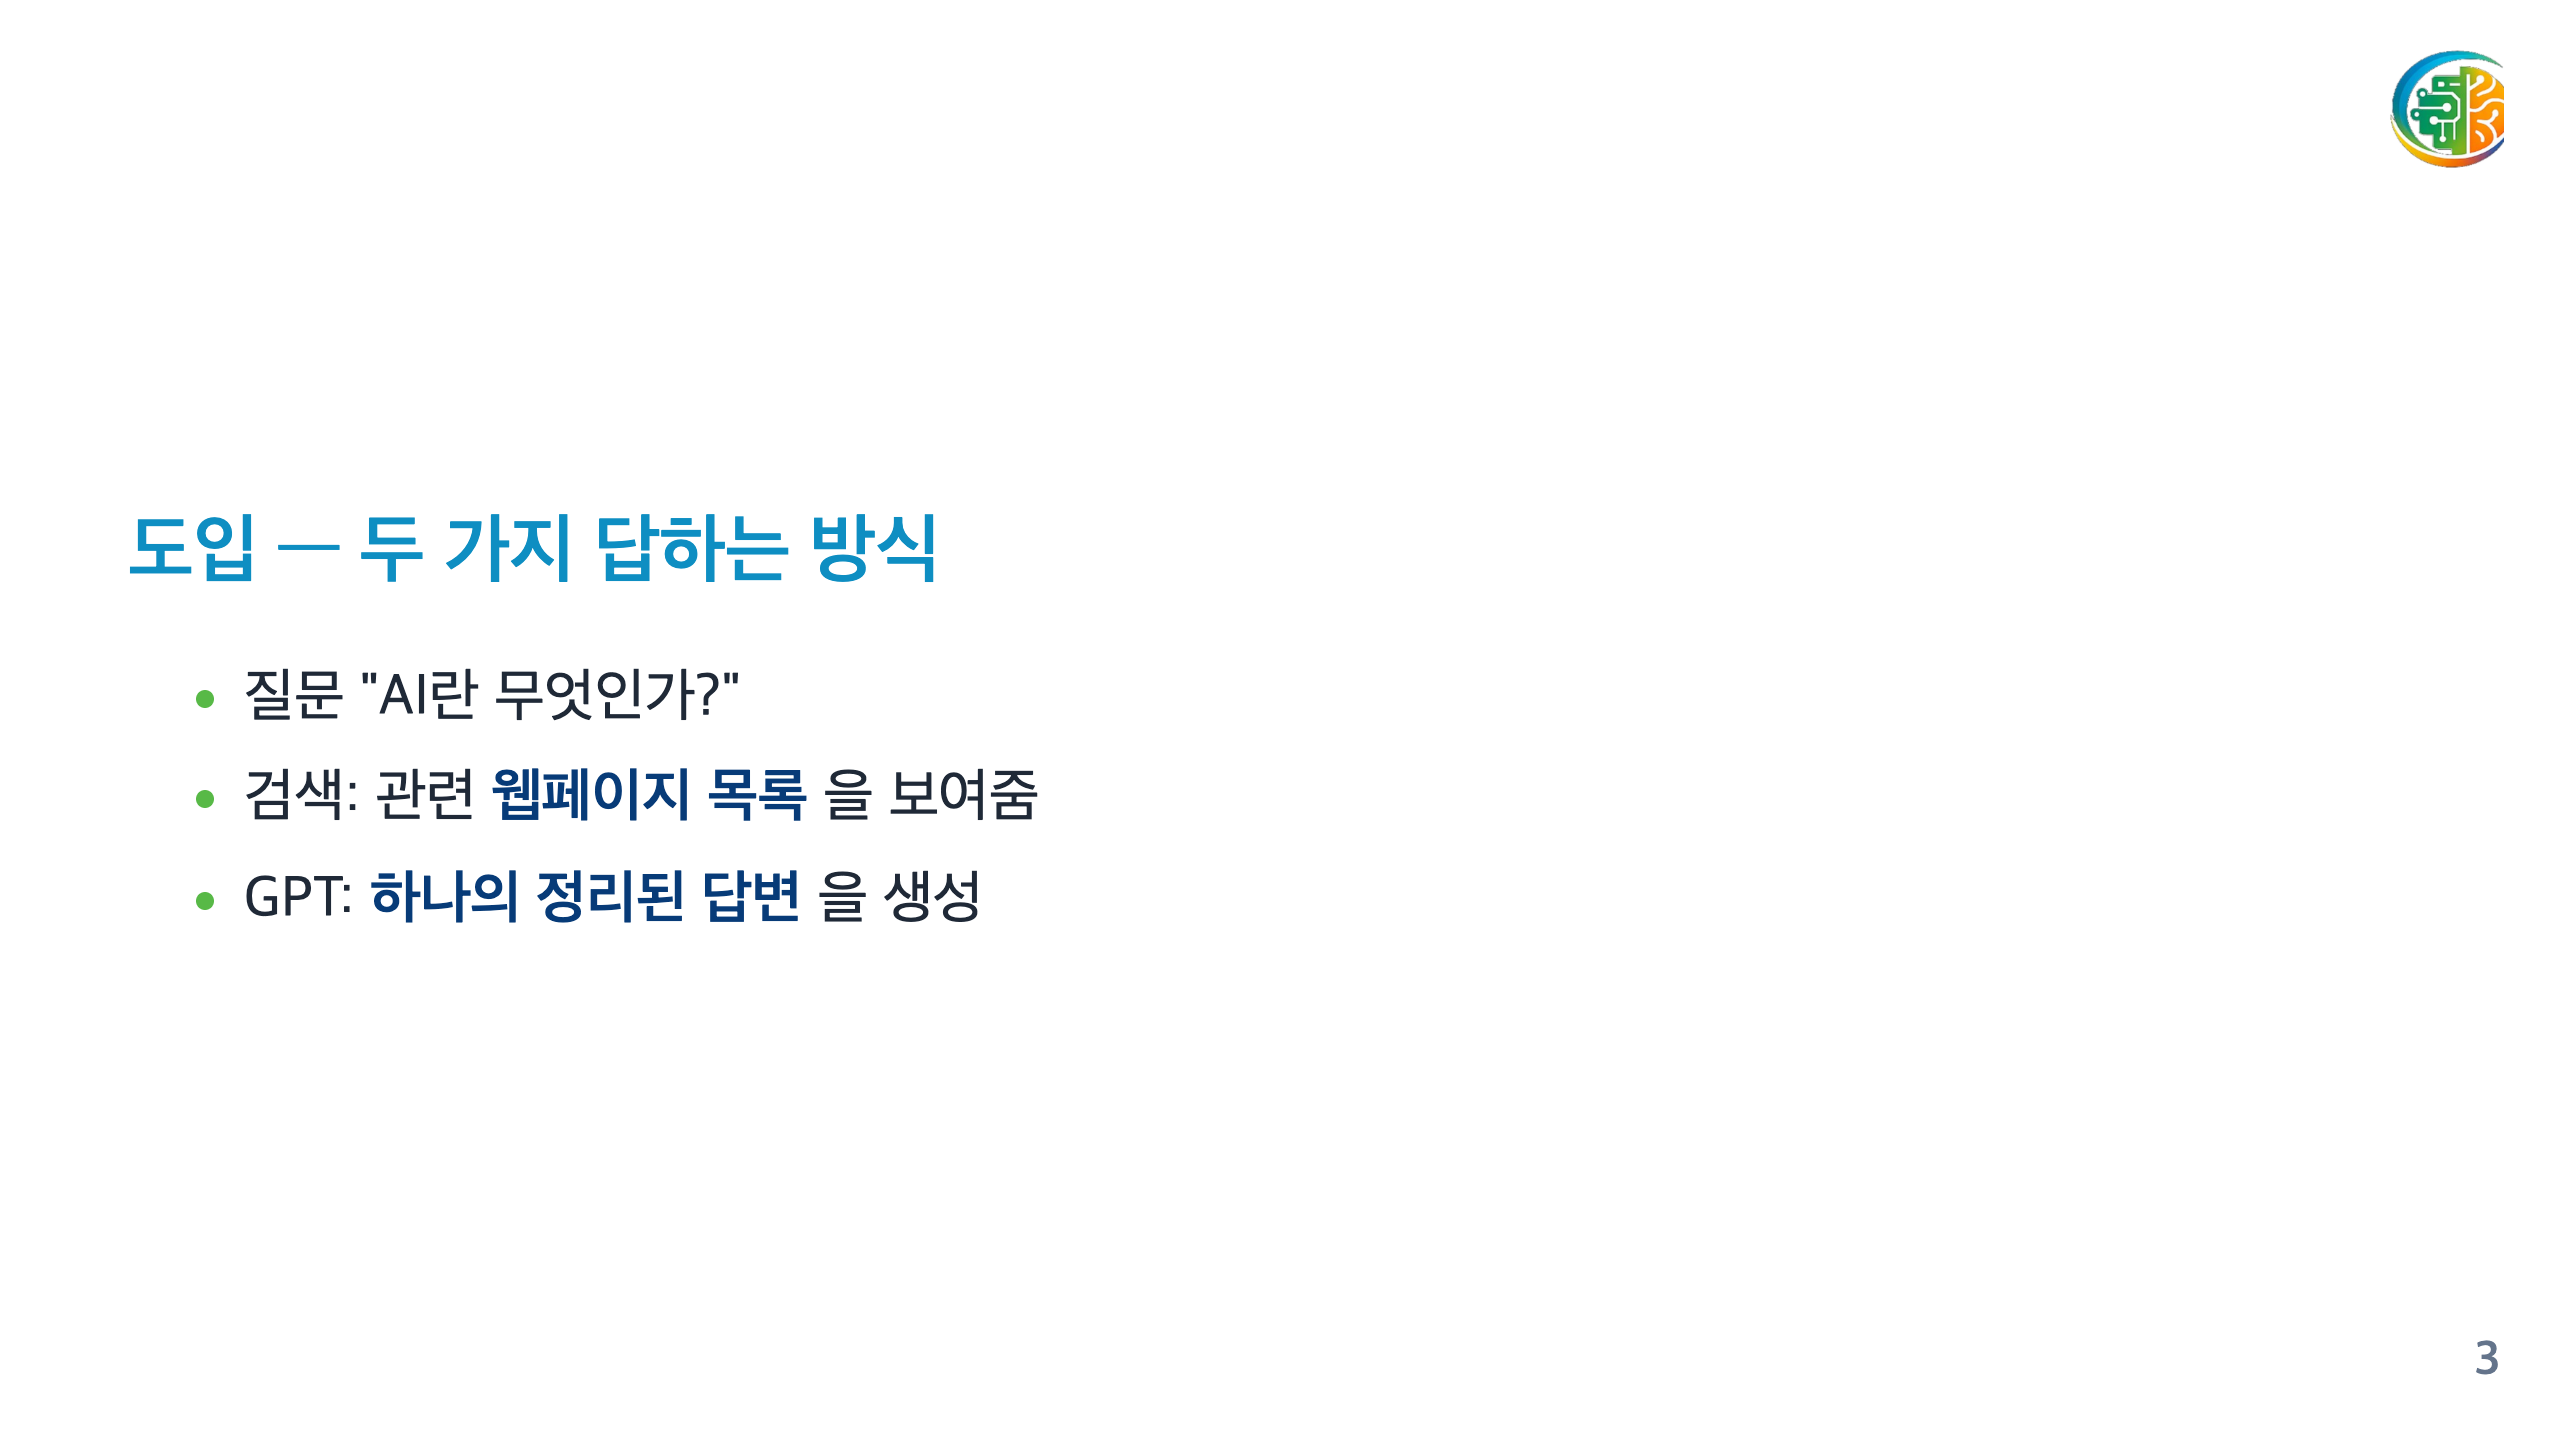 도입 — 두 가지 답하는 방식
질문 "AI란 무엇인가?"
검색: 관련 웹페이지 목록 을 보여줌
GPT: 하나의 정리된 답변 을 생성
3